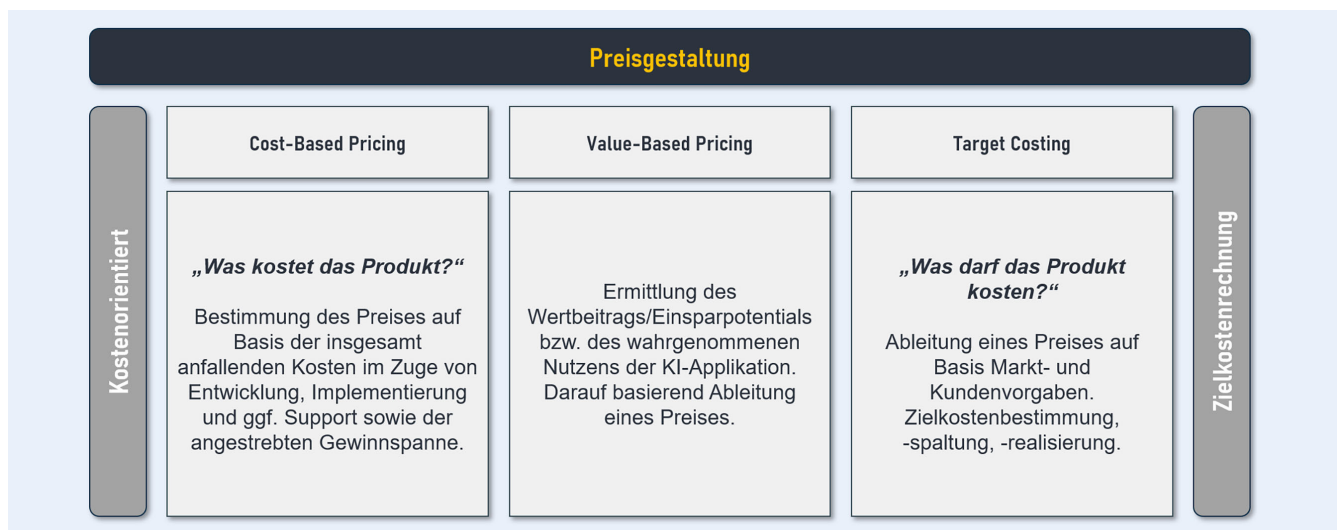 Preisgestaltung
Kostenorientiert
Cost-Based Pricing
„Was kostet das Produkt?“
Bestimmung des Preises auf
Basis der insgesamt
anfallenden Kosten im Zuge von
Entwicklung, Implementierung
und ggf. Support sowie der
angestrebten Gewinnspanne.
Value-Based Pricing
Ermittlung des
Wertbeitrags/Einsparpotentials
bzw. des wahrgenommenen
Nutzens der KI-Applikation.
Darauf basierend Ableitung
eines Preises.
Target Costing
„Was darf das Produkt
kosten?“
Ableitung eines Preises auf
Basis Markt- und
Kundenvorgaben.
Zielkostenbestimmung,
-spaltung, -realisierung.
Zielkostenrechnung